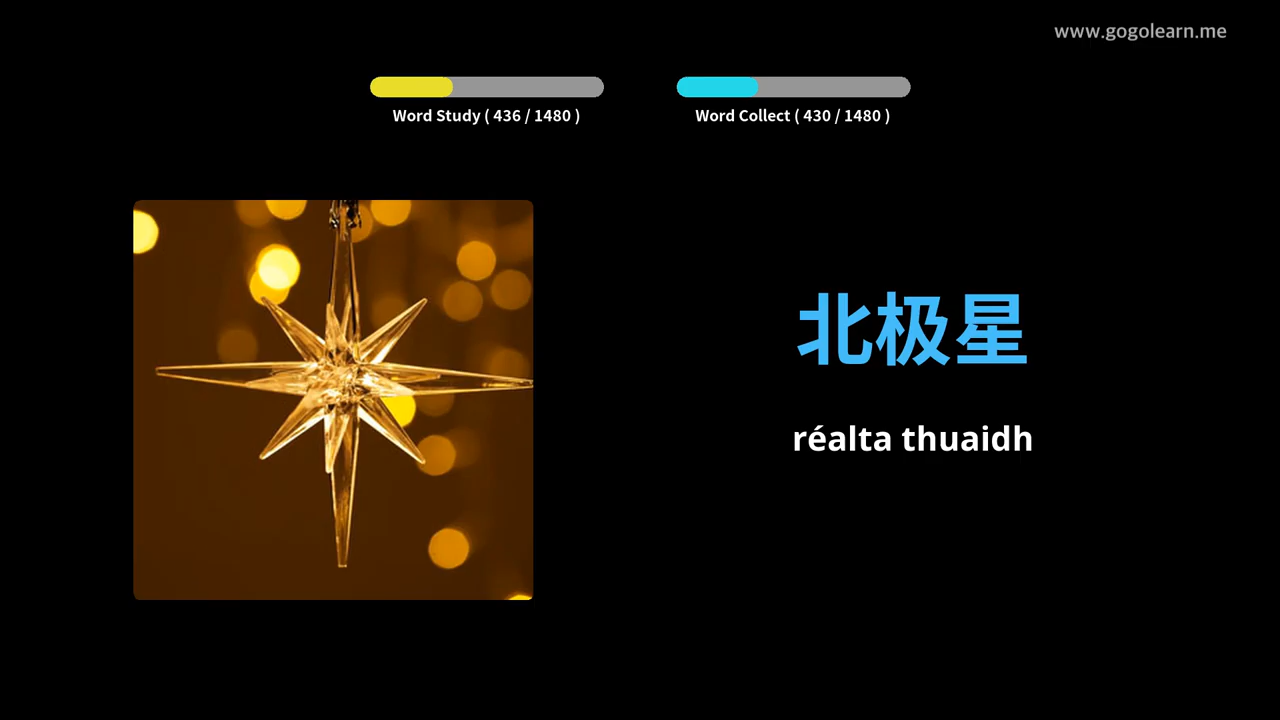 www.gogolearn.me
Word Study ( 436 / 1480 )
Word Collect ( 430 / 1480 )
北极星
réalta thuaidh